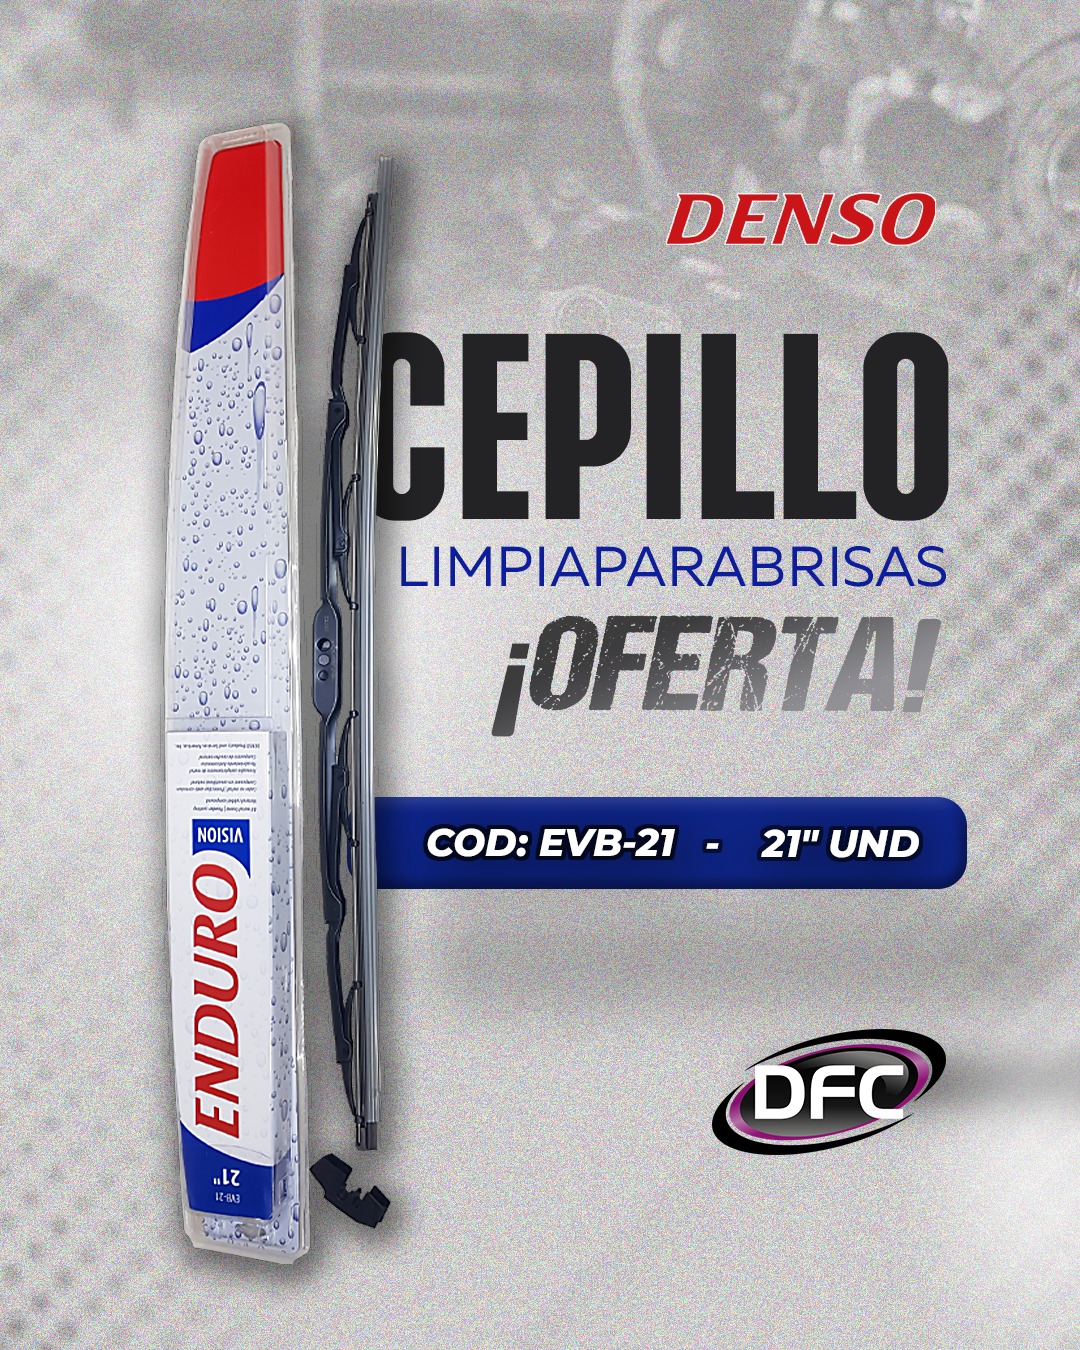 DENSO
CEPILLO
LIMPIAPARABRISAS
¡OFERTA!
COD: EVB-21 - 21" UND
DFC
ENDURO
VISION
21"
EVB-21